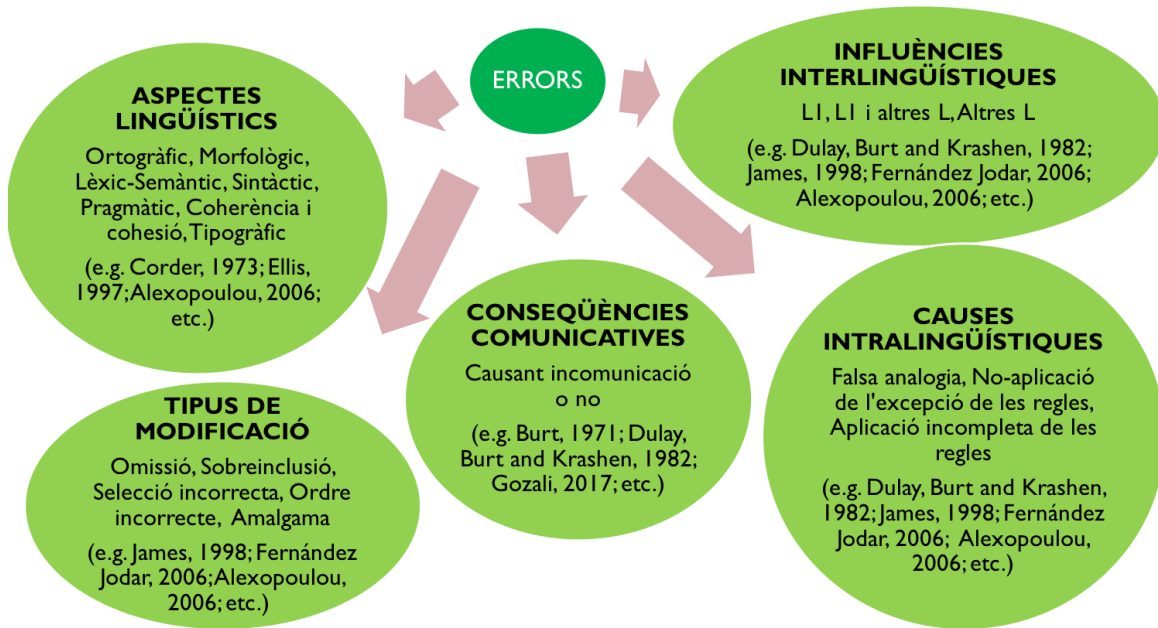 ERRORS
ASPECTES
LINGÜÍSTICS
Ortogràfic, Morfològic,
Lèxic-Semàntic, Sintàctic,
Pragmàtic, Coherència i
cohesió, Tipogràfic
(e.g. Corder, 1973; Ellis,
1997; Alexopoulou, 2006;
etc.)
TIPUS DE
MODIFICACIÓ
Omissió, Sobreinclusió,
Selecció incorrecta, Ordre
incorrecte, Amalgama
(e.g. James, 1998; Fernández
Jodar, 2006; Alexopoulou,
2006; etc.)
CONSEQÜÈNCIES
COMUNICATIVES
Causant incomunicació
o no
(e.g. Burt, 1971; Dulay,
Burt and Krashen, 1982;
Gozali, 2017; etc.)
INFLUÈNCIES
INTERLINGÜÍSTIQUES
L1, L1 i altres L, Altres L
(e.g. Dulay, Burt and Krashen, 1982;
James, 1998; Fernández Jodar, 2006;
Alexopoulou, 2006; etc.)
CAUSES
INTRALINGÜÍSTIQUES
Falsa analogia, No-aplicació
de l'excepció de les regles,
Aplicació incompleta de les
regles
(e.g. Dulay, Burt and Krashen,
1982; James, 1998; Fernández
Jodar, 2006; Alexopoulou,
2006; etc.)